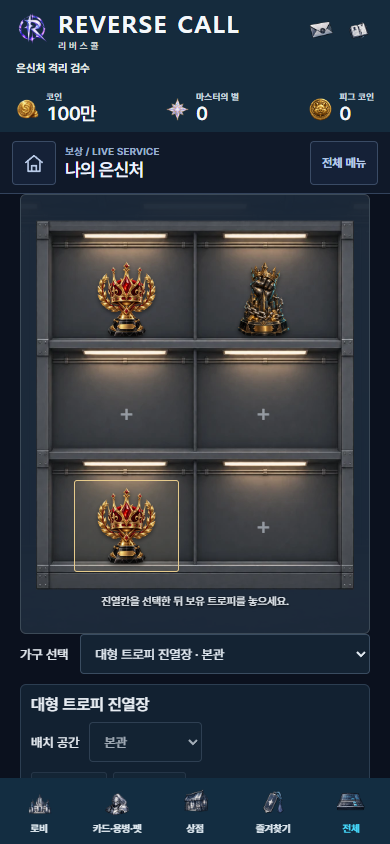 REVERSE CALL
리버스콜
은신처 격리 검수
코인
100만
마스터의 별
0
피그 코인
0
보상 / LIVE SERVICE
나의 은신처
전체 메뉴
+
+
+
진열칸을 선택한 뒤 보유 트로피를 놓으세요.
가구 선택
대형 트로피 진열장 · 본관
대형 트로피 진열장
배치 공간
본관
로비
카드·용병·펫
상점
즐겨찾기
전체